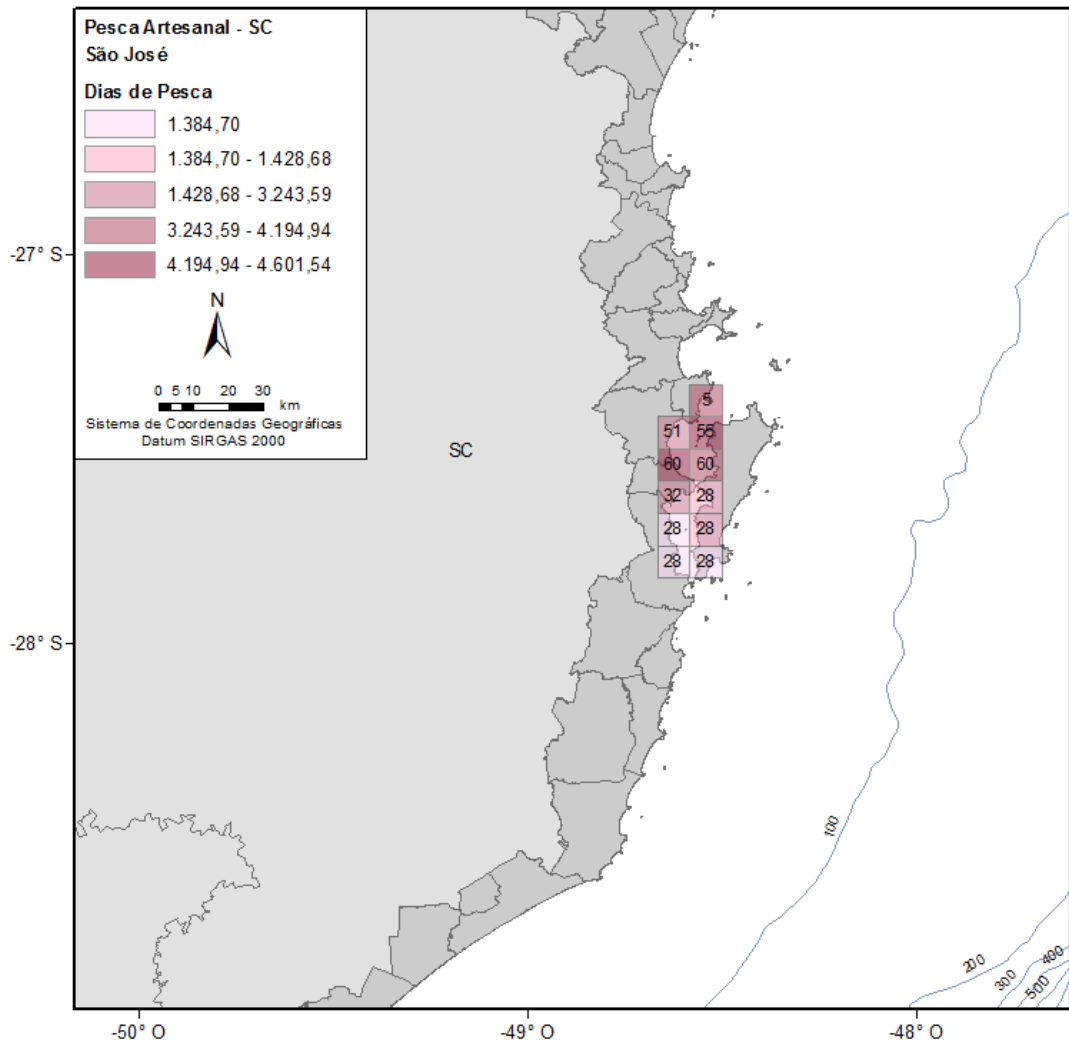 Pesca Artesanal - SC
São José
Dias de Pesca
1.384,70
1.384,70 - 1.428,68
1.428,68 - 3.243,59
3.243,59 - 4.194,94
4.194,94 - 4.601,54
N
0 5 10 20 30
km
Sistema de Coordenadas Geográficas
Datum SIRGAS 2000
-27° S
-28° S
SC
5
51 55
60 60
32 28
28 28
28 28
100
200
300
400
500
-50° O
-49° O
-48° O